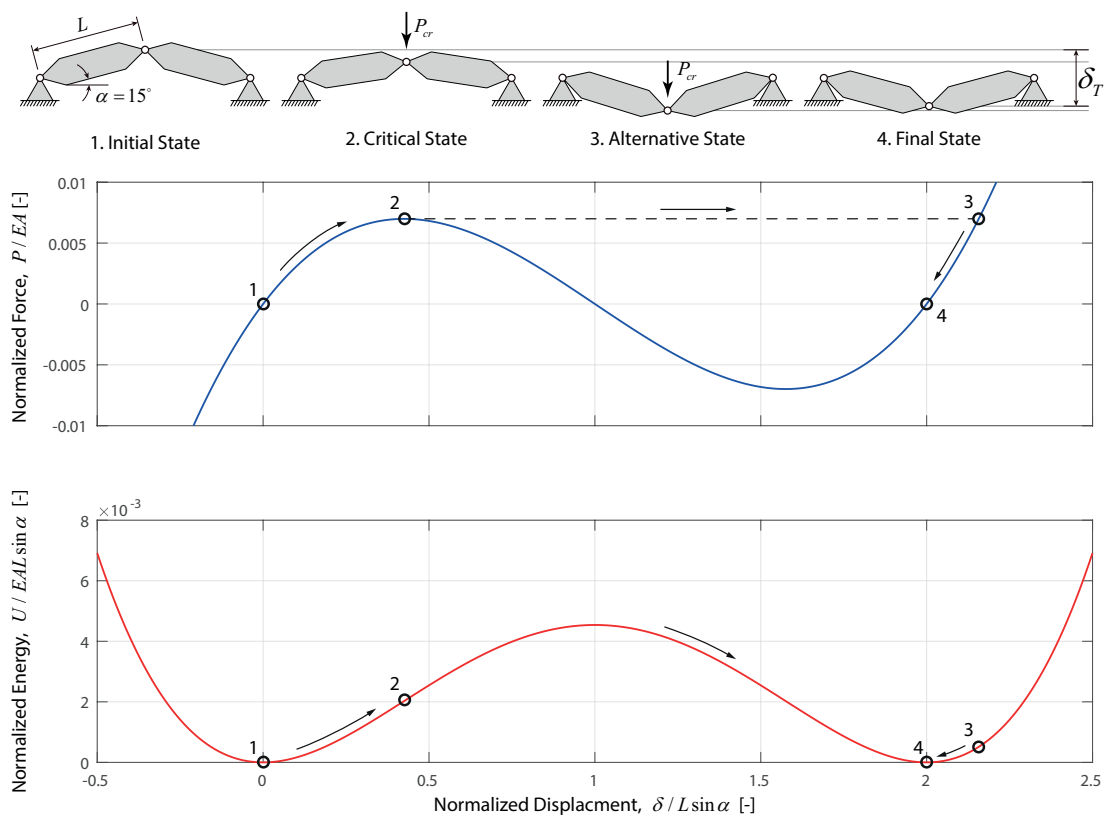 L
α = 15°
P_cr
P_cr
δ_T
1. Initial State
2. Critical State
3. Alternative State
4. Final State
Normalized Force, P / EA [-]
0.01
0.005
0
-0.005
-0.01
1
2
3
4
Normalized Energy, U / EAL sin α [-]
×10⁻³
8
6
4
2
0
1
2
3
4
-0.5
0
0.5
1
1.5
2
2.5
Normalized Displacment, δ / L sin α [-]